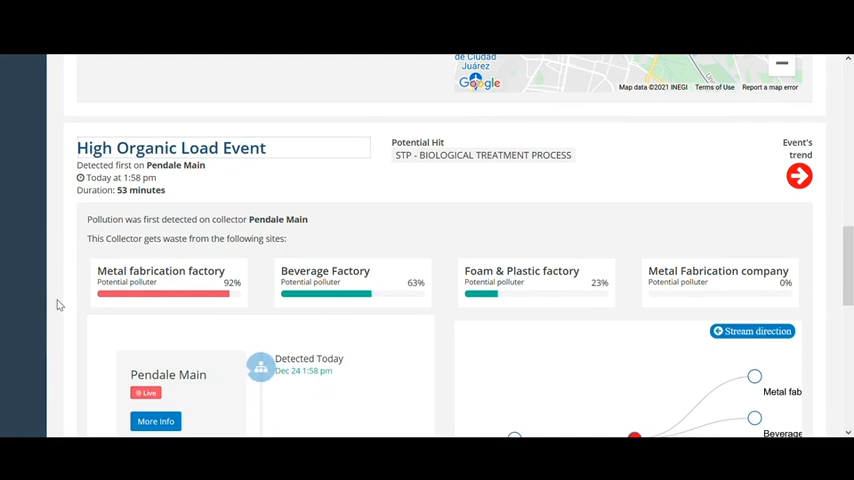 de Ciudad
Juárez
Google
Map data ©2021 INEGI Terms of Use Report a map error
High Organic Load Event
Detected first on Pendale Main
Today at 1:58 pm
Duration: 53 minutes
Potential Hit
STP - BIOLOGICAL TREATMENT PROCESS
Event's
trend
Pollution was first detected on collector Pendale Main
This Collector gets waste from the following sites:
Metal fabrication factory
Potential polluter 92%
Beverage Factory
Potential polluter 63%
Foam & Plastic factory
Potential polluter 23%
Metal Fabrication company
Potential polluter 0%
Pendale Main
Live
More Info
Detected Today
Dec 24 1:58 pm
Stream direction
Metal fab
Beverage